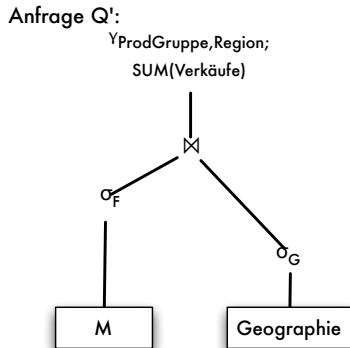 Anfrage Q':
γProdGruppe,Region;
SUM(Verkäufe)
⋈
σF
σG
M
Geographie